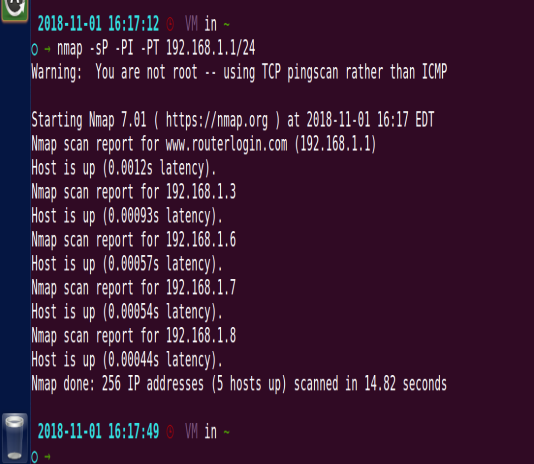 2018-11-01 16:17:12 VM in ~
nmap -sP -PI -PT 192.168.1.1/24
Warning:  You are not root -- using TCP pingscan rather than ICMP
Starting Nmap 7.01 ( https://nmap.org ) at 2018-11-01 16:17 EDT
Nmap scan report for www.routerlogin.com (192.168.1.1)
Host is up (0.0012s latency).
Nmap scan report for 192.168.1.3
Host is up (0.00093s latency).
Nmap scan report for 192.168.1.6
Host is up (0.00057s latency).
Nmap scan report for 192.168.1.7
Host is up (0.00054s latency).
Nmap scan report for 192.168.1.8
Host is up (0.00044s latency).
Nmap done: 256 IP addresses (5 hosts up) scanned in 14.82 seconds
2018-11-01 16:17:49 VM in ~